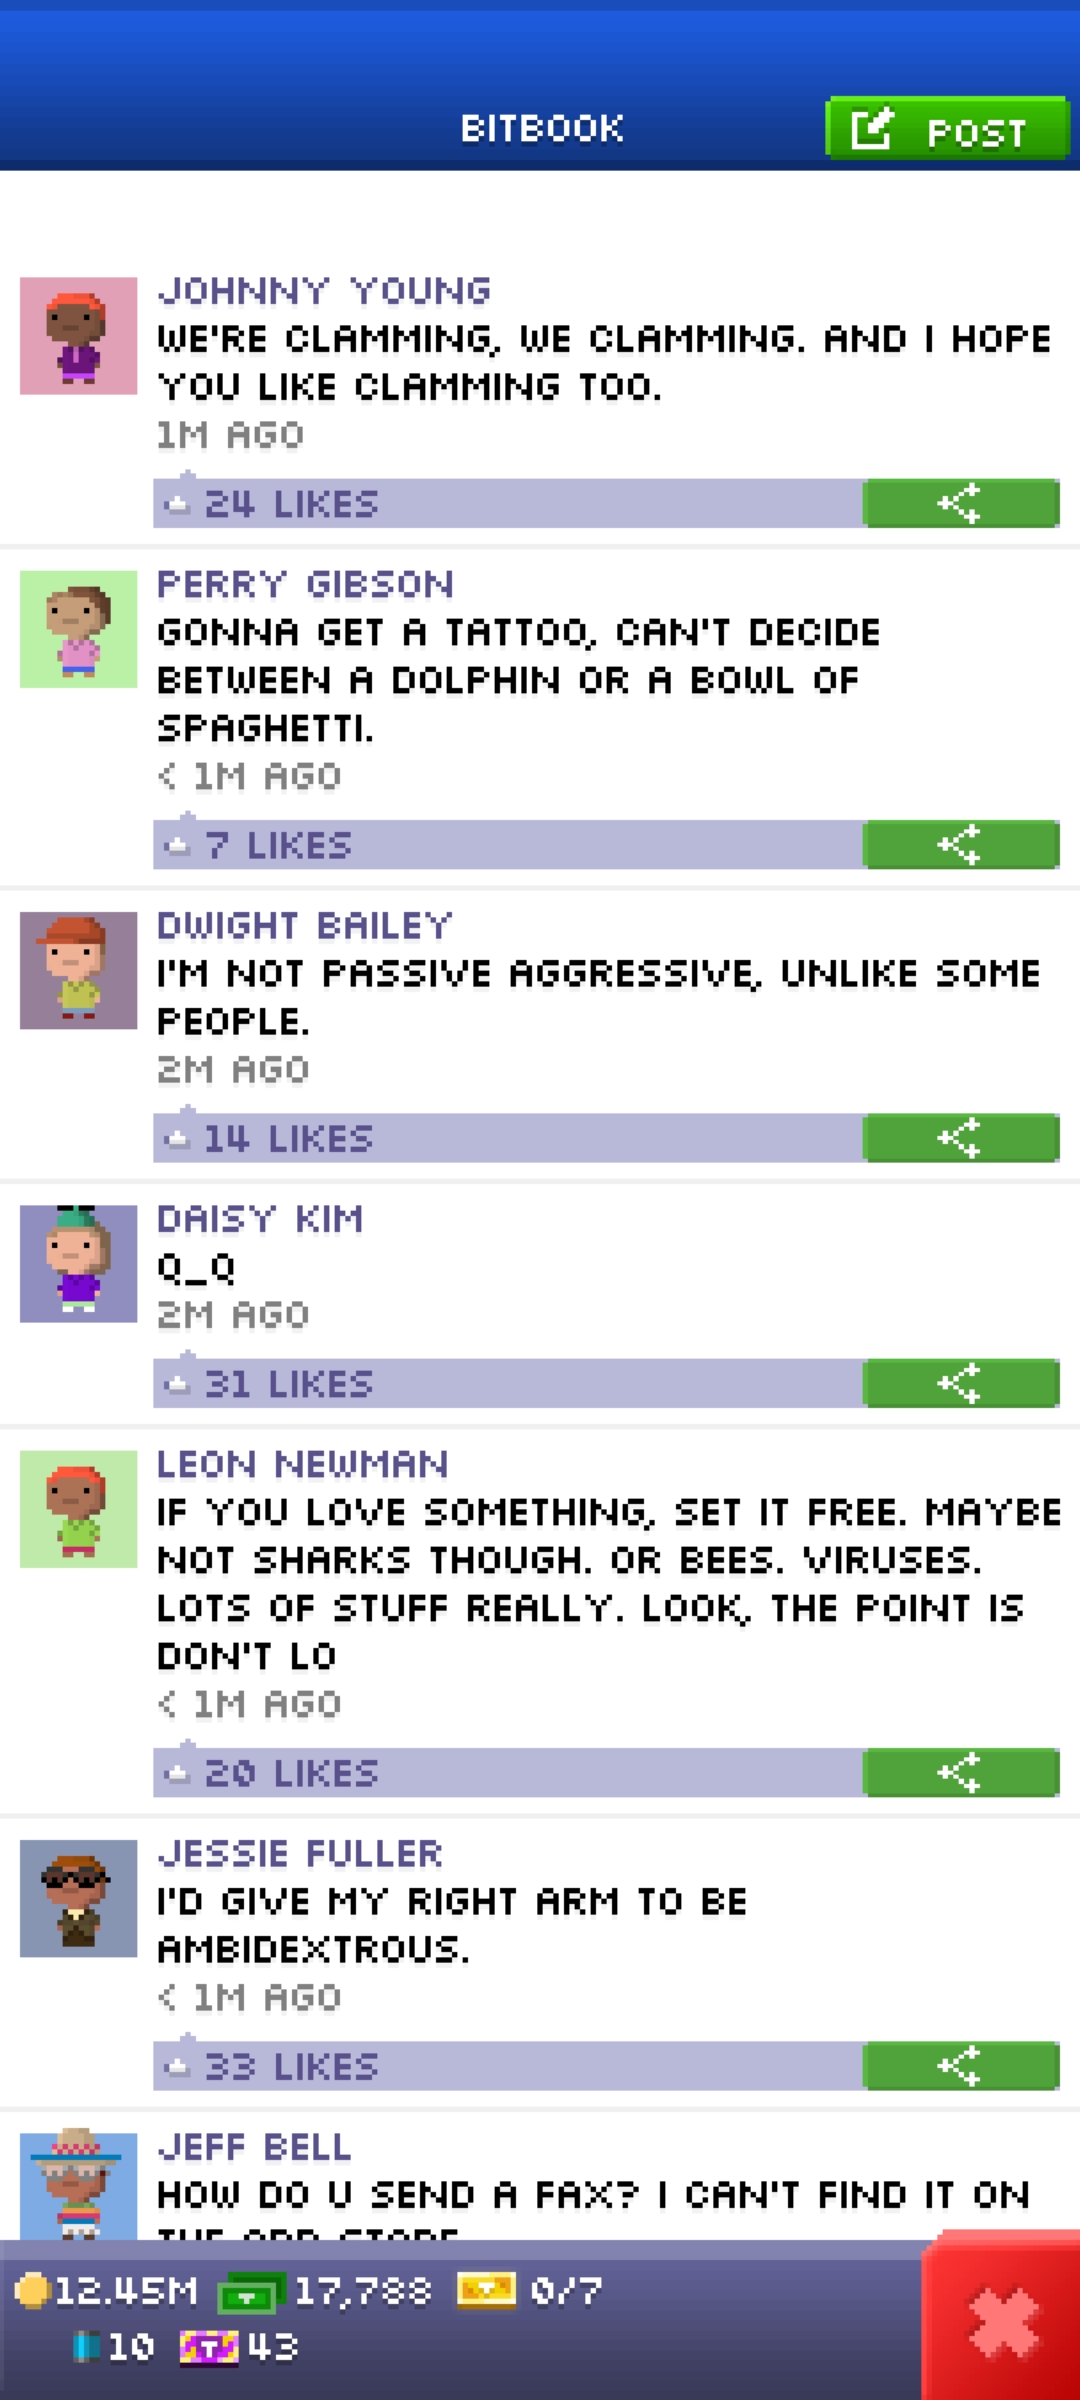 BITBOOK
POST
JOHNNY YOUNG
WE'RE CLAMMING, WE CLAMMING. AND I HOPE
YOU LIKE CLAMMING TOO.
1M AGO
24 LIKES
PERRY GIBSON
GONNA GET A TATTOO, CAN'T DECIDE
BETWEEN A DOLPHIN OR A BOWL OF
SPAGHETTI.
< 1M AGO
7 LIKES
DWIGHT BAILEY
I'M NOT PASSIVE AGGRESSIVE, UNLIKE SOME
PEOPLE.
2M AGO
14 LIKES
DAISY KIM
Q_Q
2M AGO
31 LIKES
LEON NEWMAN
IF YOU LOVE SOMETHING, SET IT FREE. MAYBE
NOT SHARKS THOUGH. OR BEES. VIRUSES.
LOTS OF STUFF REALLY. LOOK, THE POINT IS
DON'T LO
< 1M AGO
20 LIKES
JESSIE FULLER
I'D GIVE MY RIGHT ARM TO BE
AMBIDEXTROUS.
< 1M AGO
33 LIKES
JEFF BELL
HOW DO U SEND A FAX? I CAN'T FIND IT ON
THE APP STORE
12.45M 17,788 0/7
10 43